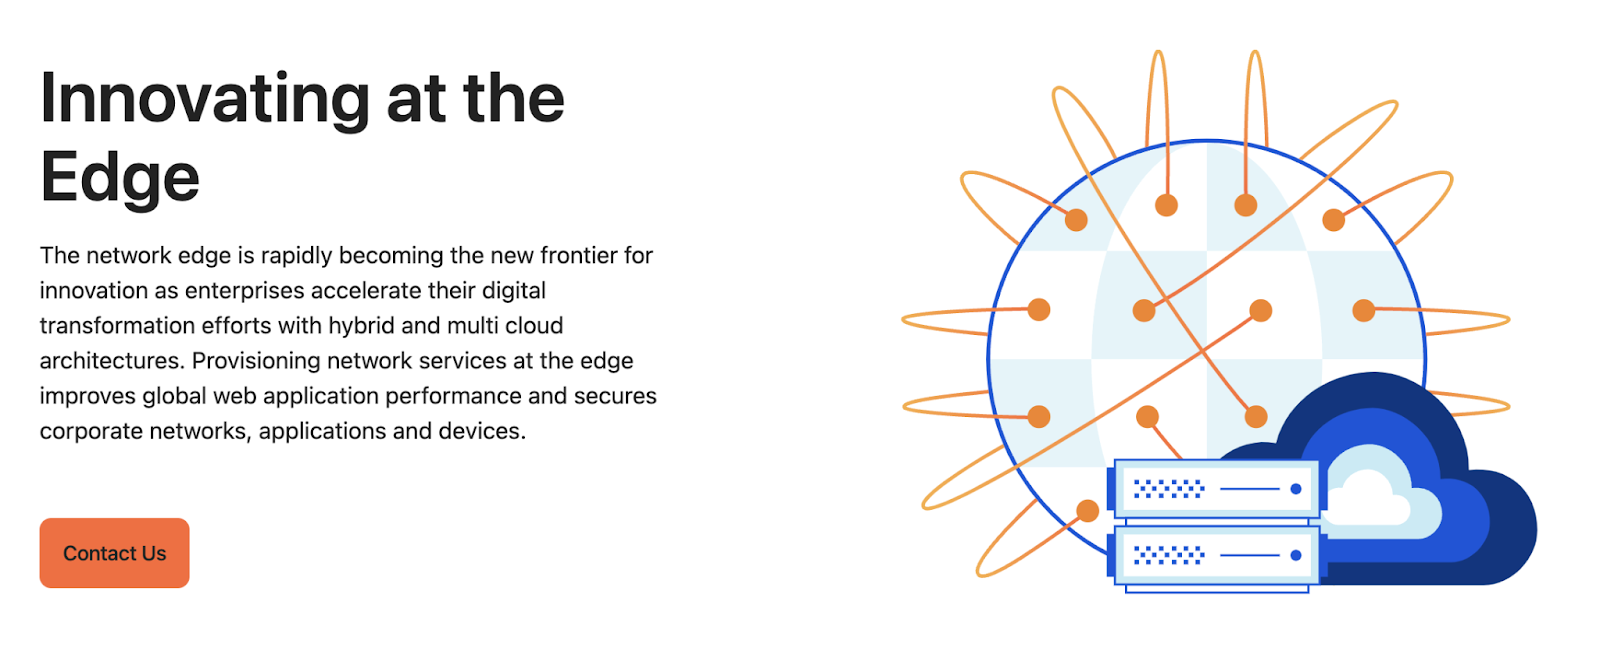 Innovating at the
Edge
The network edge is rapidly becoming the new frontier for
innovation as enterprises accelerate their digital
transformation efforts with hybrid and multi cloud
architectures. Provisioning network services at the edge
improves global web application performance and secures
corporate networks, applications and devices.
Contact Us